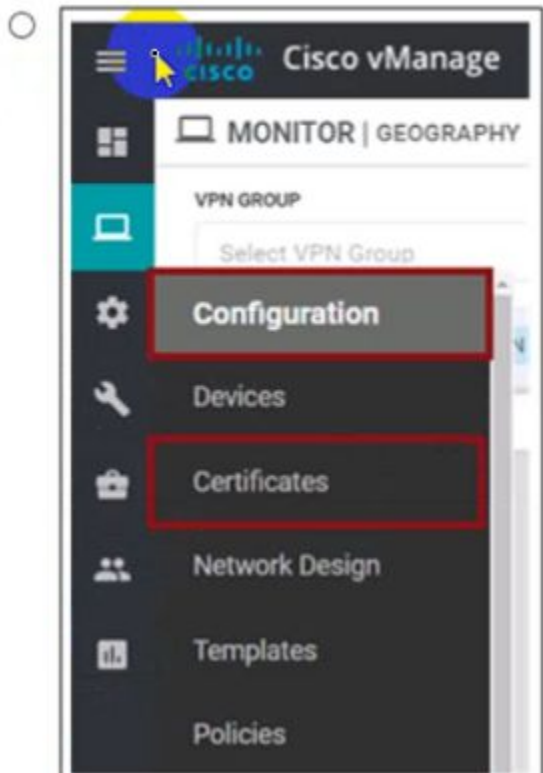 CISCO Cisco vManage
MONITOR | GEOGRAPHY
VPN GROUP
Select VPN Group
Configuration
Devices
Certificates
Network Design
Templates
Policies